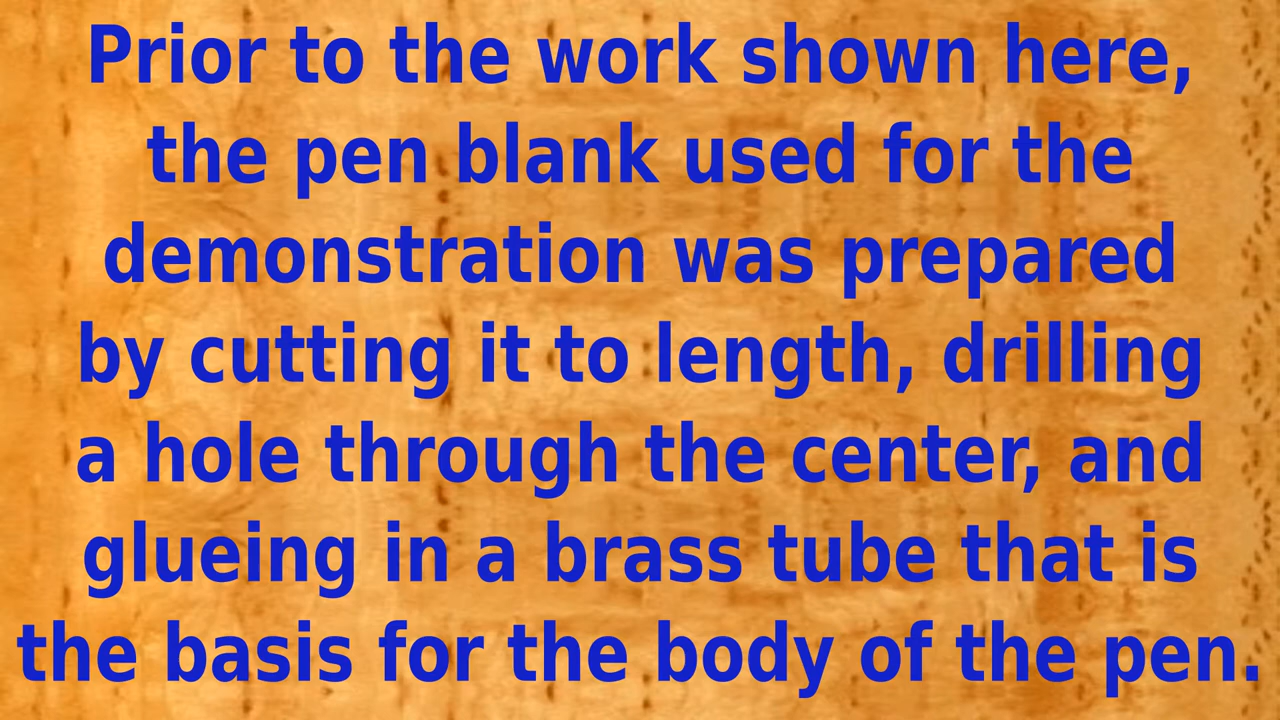 Prior to the work shown here,
the pen blank used for the
demonstration was prepared
by cutting it to length, drilling
a hole through the center, and
glueing in a brass tube that is
the basis for the body of the pen.